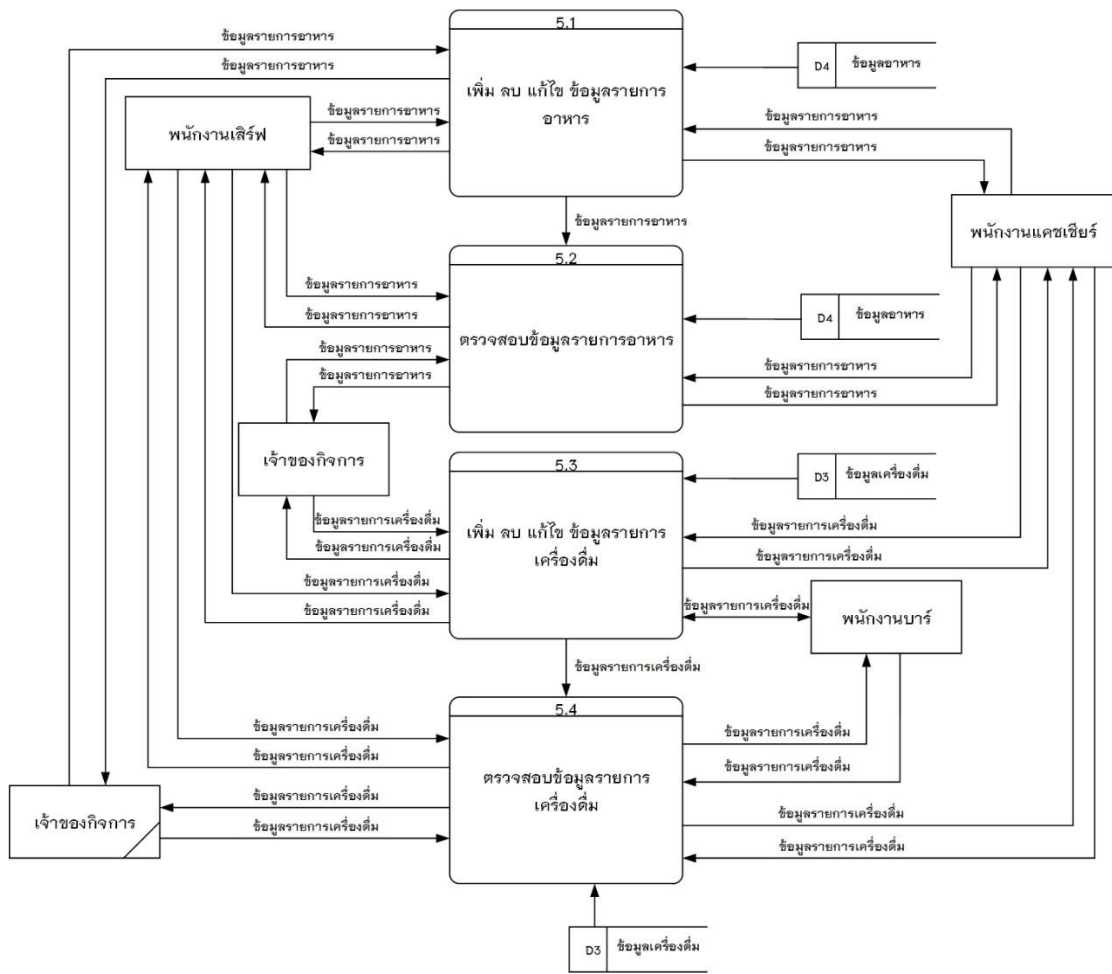 5.1
ข้อมูลรายการอาหาร
ข้อมูลรายการอาหาร
D4
ข้อมูลอาหาร
เพิ่ม ลบ แก้ไข ข้อมูลรายการ
อาหาร
ข้อมูลรายการอาหาร
พนักงานเสิร์ฟ
ข้อมูลรายการอาหาร
ข้อมูลรายการอาหาร
ข้อมูลรายการอาหาร
พนักงานแคชเชียร์
ข้อมูลรายการอาหาร
5.2
ข้อมูลรายการอาหาร
ข้อมูลรายการอาหาร
D4
ข้อมูลอาหาร
ตรวจสอบข้อมูลรายการอาหาร
ข้อมูลรายการอาหาร
ข้อมูลรายการอาหาร
ข้อมูลรายการอาหาร
ข้อมูลรายการอาหาร
เจ้าของกิจการ
5.3
D3
ข้อมูลเครื่องดื่ม
ข้อมูลรายการเครื่องดื่ม
ข้อมูลรายการเครื่องดื่ม
เพิ่ม ลบ แก้ไข ข้อมูลรายการ
เครื่องดื่ม
ข้อมูลรายการเครื่องดื่ม
ข้อมูลรายการเครื่องดื่ม
ข้อมูลรายการเครื่องดื่ม
ข้อมูลรายการเครื่องดื่ม
ข้อมูลรายการเครื่องดื่ม
พนักงานบาร์
ข้อมูลรายการเครื่องดื่ม
5.4
ข้อมูลรายการเครื่องดื่ม
ข้อมูลรายการเครื่องดื่ม
ข้อมูลรายการเครื่องดื่ม
ข้อมูลรายการเครื่องดื่ม
ตรวจสอบข้อมูลรายการ
เครื่องดื่ม
ข้อมูลรายการเครื่องดื่ม
ข้อมูลรายการเครื่องดื่ม
เจ้าของกิจการ
ข้อมูลรายการเครื่องดื่ม
ข้อมูลรายการเครื่องดื่ม
D3
ข้อมูลเครื่องดื่ม